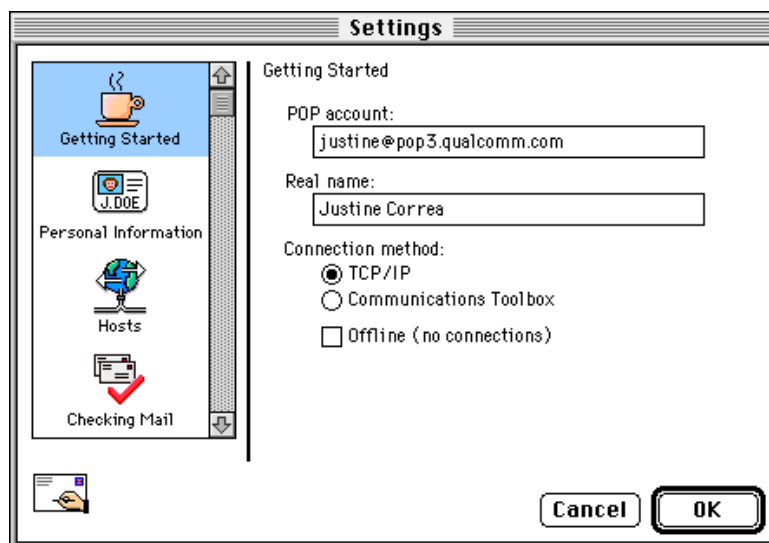 Settings
Getting Started
J.DOE
Personal Information
Hosts
Checking Mail
Getting Started
POP account:
justine@pop3.qualcomm.com
Real name:
Justine Correa
Connection method:
TCP/IP
Communications Toolbox
Offline (no connections)
Cancel
OK